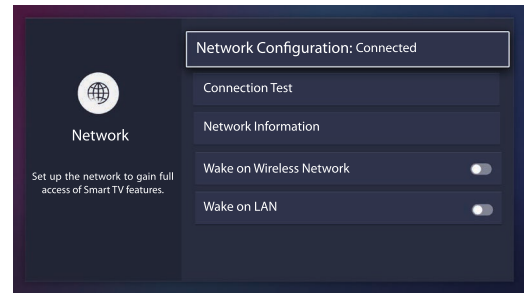 Network Configuration: Connected
Connection Test
Network Information
Wake on Wireless Network
Wake on LAN
Network
Set up the network to gain full
access of Smart TV features.